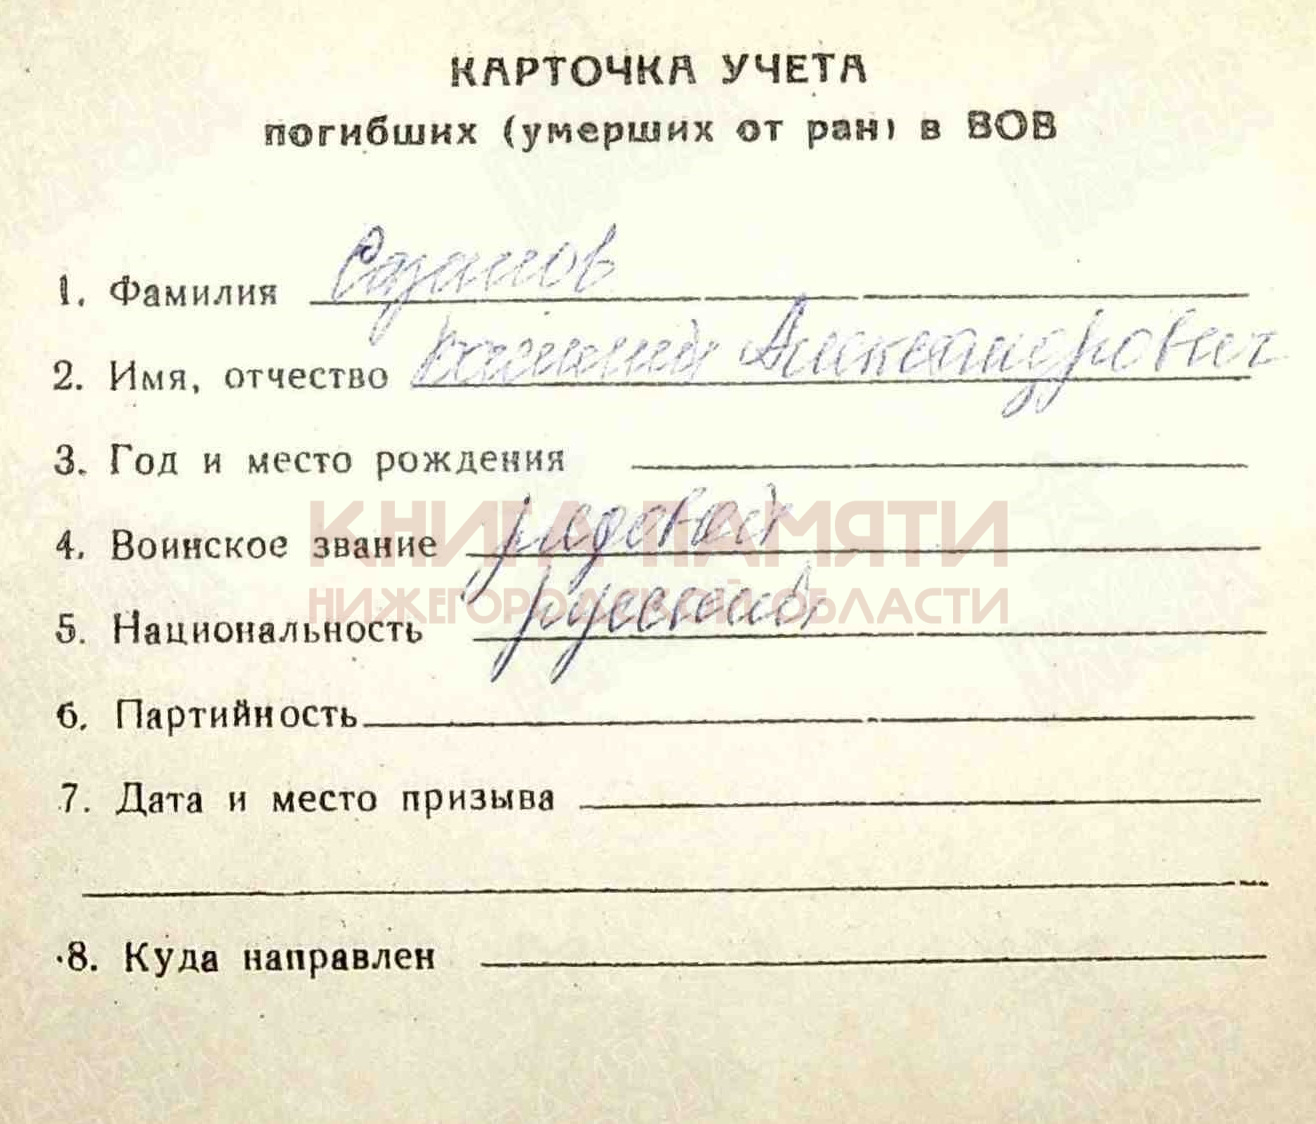 КАРТОЧКА УЧЕТА
погибших (умерших от ран) в ВОВ
1. Фамилия Сазанов
2. Имя, отчество Александрович
3. Год и место рождения
КНИГА ПАМЯТИ
4. Воинское звание рядовой
НИЖЕГОРОДСКОЙ ОБЛАСТИ
5. Национальность русский
6. Партийность
7. Дата и место призыва
8. Куда направлен